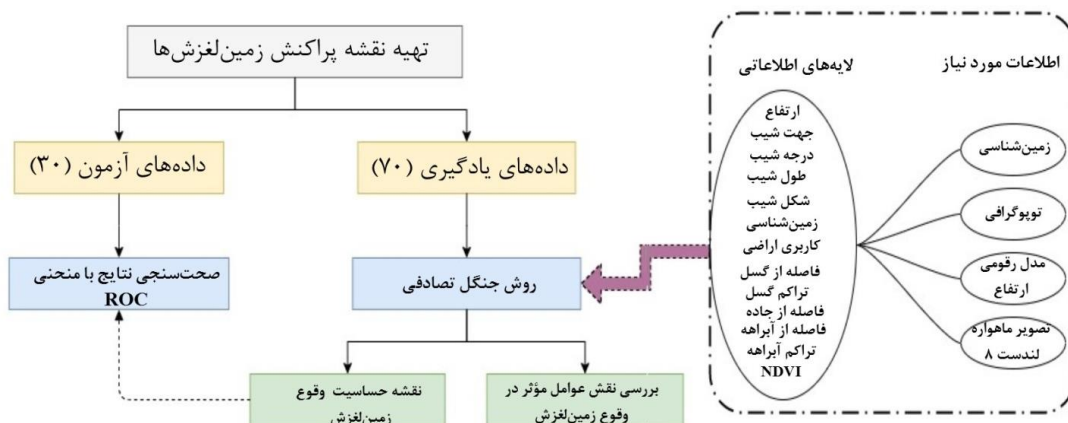 تهیه نقشه پراکنش زمین‌لغزش‌ها
داده‌های یادگیری (۷۰)
داده‌های آزمون (۳۰)
روش جنگل تصادفی
صحت‌سنجی نتایج با منحنی
ROC
بررسی نقش عوامل مؤثر در
وقوع زمین‌لغزش
نقشه حساسیت وقوع
زمین‌لغزش
اطلاعات مورد نیاز
زمین‌شناسی
توپوگرافی
مدل رقومی
ارتفاع
تصویر ماهواره
لندست ۸
لایه‌های اطلاعاتی
ارتفاع
جهت شیب
درجه شیب
طول شیب
شکل شیب
زمین‌شناسی
کاربری اراضی
فاصله از گسل
تراکم گسل
فاصله از جاده
فاصله از آبراهه
تراکم آبراهه
NDVI